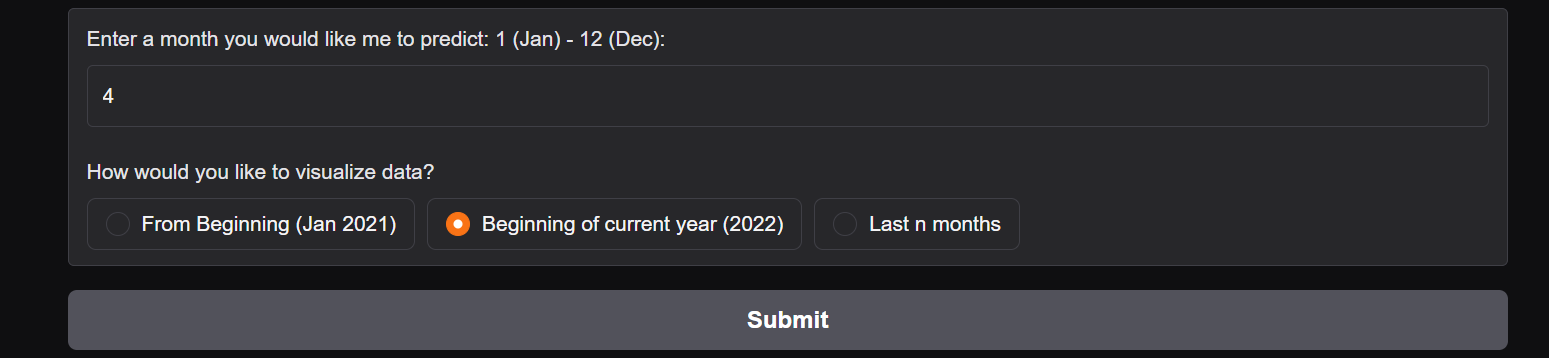 Enter a month you would like me to predict: 1 (Jan) - 12 (Dec):
4
How would you like to visualize data?
From Beginning (Jan 2021) Beginning of current year (2022) Last n months
Submit